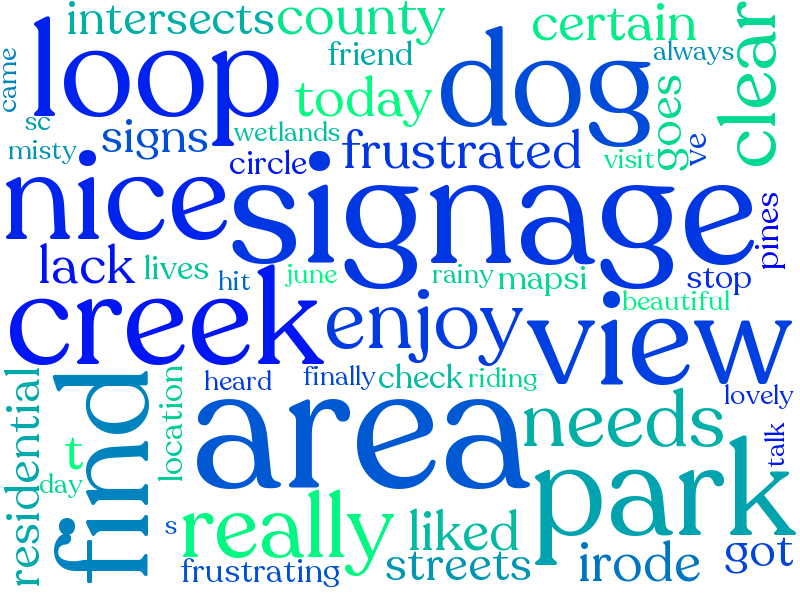 intersects
county
certain
came
loop
friend
dog
always
clear
today
goes
sc
signs
wetlands
misty
circle
frustrated
visit
ve
nice
signage
pines
lack
lives
hit
june
rainy
mapsi
stop
creek
enjoy
view
beautiful
residential
find
location
heard
finally
check
riding
lovely
area
needs
talk
t
day
park
s
really
liked
streets
irode
got
frustrating